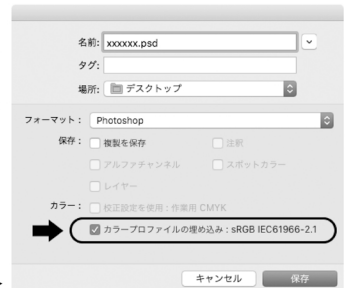 名前: xxxxxx.psd
タグ:
場所: デスクトップ
フォーマット: Photoshop
保存: 複製を保存 注釈
アルファチャンネル スポットカラー
レイヤー
カラー: 校正設定を使用 : 作業用 CMYK
カラープロファイルの埋め込み : sRGB IEC61966-2.1
キャンセル 保存